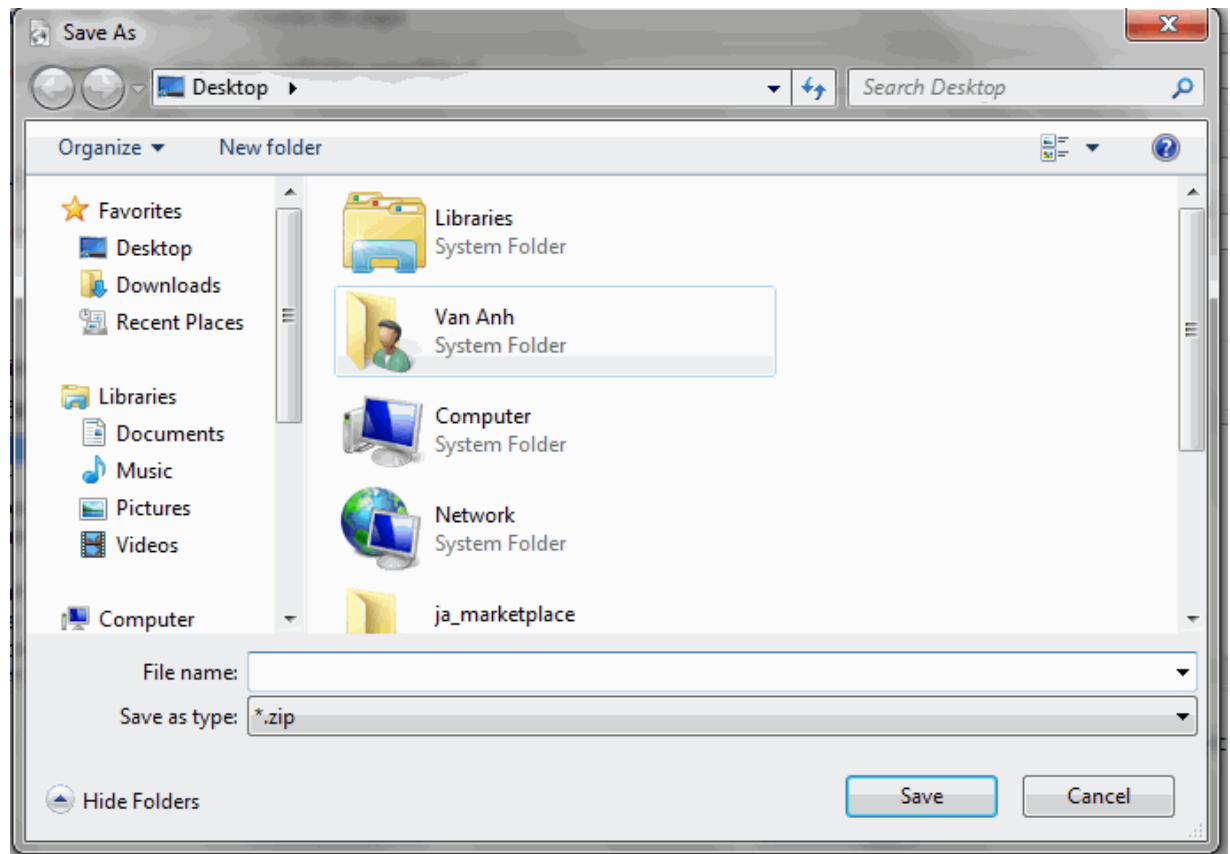 Save As
Desktop
Search Desktop
Organize
New folder
Favorites
Desktop
Downloads
Recent Places
Libraries
Documents
Music
Pictures
Videos
Computer
Libraries
System Folder
Van Anh
System Folder
Computer
System Folder
Network
System Folder
ja_marketplace
File name:
Save as type: *.zip
Hide Folders
Save
Cancel